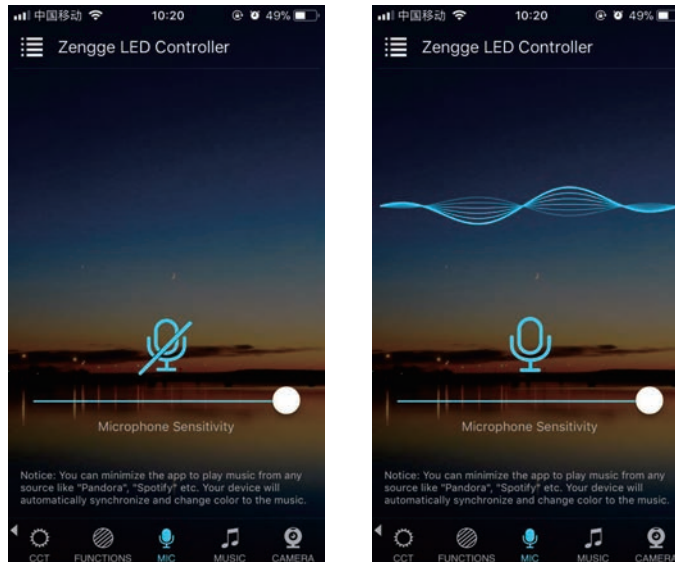 中国移动 10:20 49%
Zengge LED Controller
Microphone Sensitivity
Notice: You can minimize the app to play music from any
source like "Pandora", "Spotify" etc. Your device will
automatically synchronize and change color to the music.
CCT FUNCTIONS MIC MUSIC CAMERA
中国移动 10:20 49%
Zengge LED Controller
Microphone Sensitivity
Notice: You can minimize the app to play music from any
source like "Pandora", "Spotify" etc. Your device will
automatically synchronize and change color to the music.
CCT FUNCTIONS MIC MUSIC CAMERA